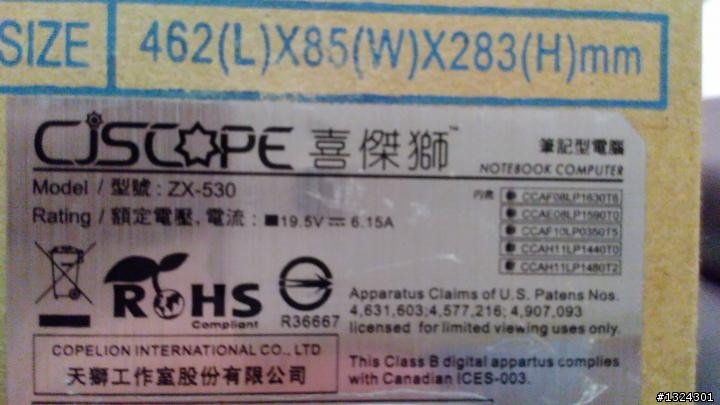 SIZE 462(L)X85(W)X283(H)mm
CJSCOPE 喜傑獅™ 筆記型電腦
NOTEBOOK COMPUTER
Model / 型號 : ZX-530
Rating / 額定電壓, 電流 : ■19.5V 6.15A
內含
CCAF08LP1630T6
CCAE08LP1590T0
CCAF10LP0350T5
CCAH11LP1440T0
CCAH11LP1480T2
RoHS
Compliant
R36667
Apparatus Claims of U.S. Patens Nos.
4,631,603;4,577,216; 4,907,093
licensed for limited viewing uses only.
COPELION INTERNATIONAL CO., LTD
天獅工作室股份有限公司
This Class B digital appartus complies
with Canadian ICES-003.
#1324301